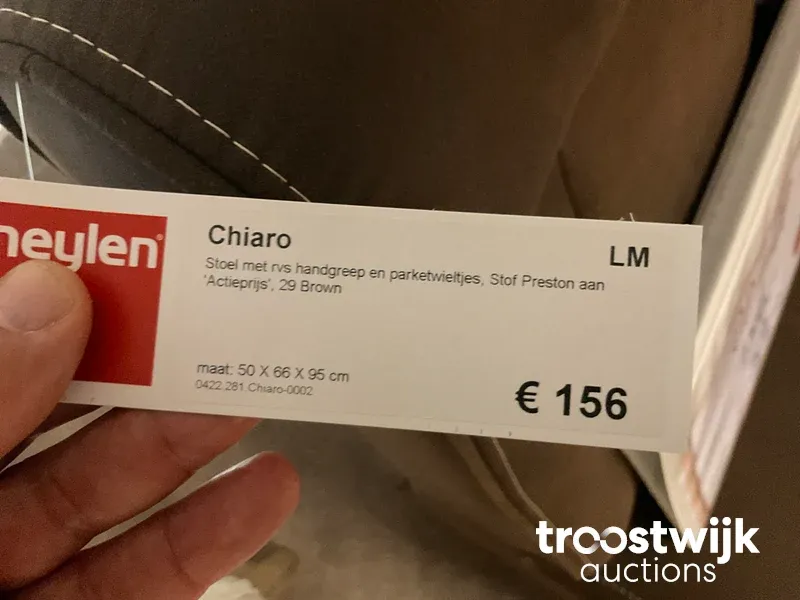 heylen
Chiaro
LM
Stoel met rvs handgreep en parketwieltjes, Stof Preston aan
'Actieprijs', 29 Brown
maat: 50 X 66 X 95 cm
0422.281.Chiaro-0002
€ 156
troostwijk
auctions